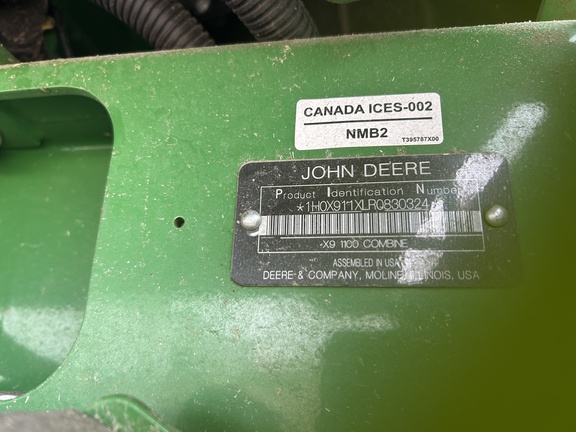 CANADA ICES-002
NMB2
T395787X00
JOHN DEERE
Product Identification Number
*1H0X911XLR0830324*
X9 1100 COMBINE
ASSEMBLED IN USA
DEERE & COMPANY, MOLINE, ILLINOIS, USA